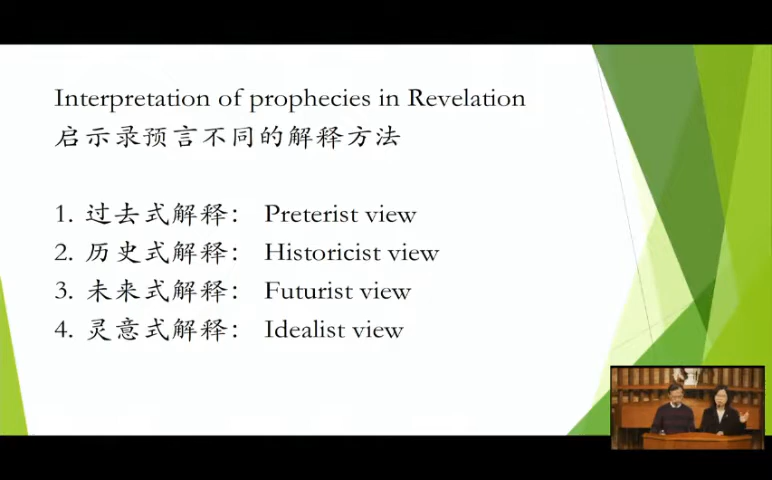 Interpretation of prophecies in Revelation
启示录预言不同的解释方法
1. 过去式解释： Preterist view
2. 历史式解释： Historicist view
3. 未来式解释： Futurist view
4. 灵意式解释： Idealist view